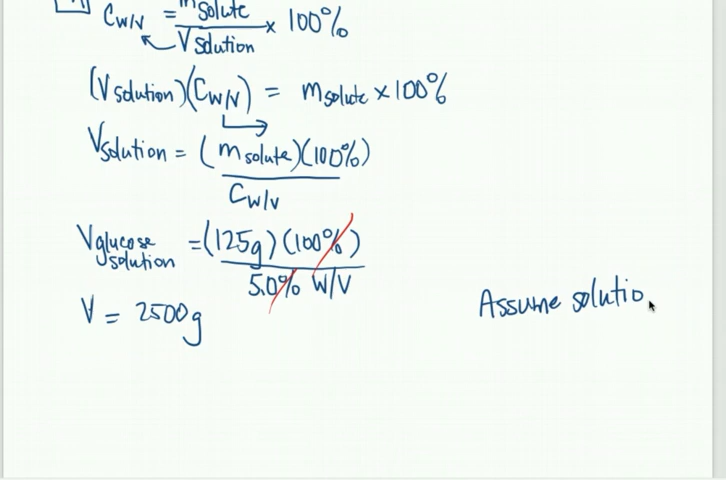 C W/V = m solute / V solution x 100%
(V solution)(C W/V) = m solute x 100%
V solution = (m solute)(100%)
C W/V
V glucose solution = (125g)(100%)
5.0% W/V
V = 2500g
Assume solutio